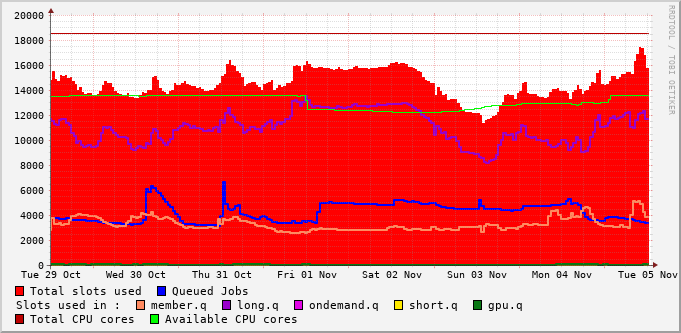 20000
18000
16000
14000
12000
10000
8000
6000
4000
2000
0
Tue 29 Oct Wed 30 Oct Thu 31 Oct Fri 01 Nov Sat 02 Nov Sun 03 Nov Mon 04 Nov Tue 05 Nov
RRDTOOL / TOBI OETIKER
Total slots used Queued Jobs
Slots used in : member.q long.q ondemand.q short.q gpu.q
Total CPU cores Available CPU cores